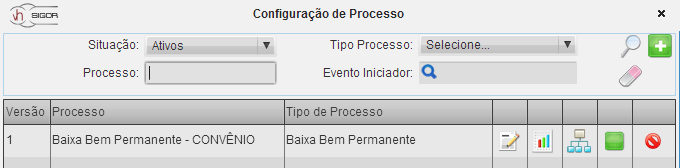 vh SIGOR
Configuração de Processo
Situação: Ativos Tipo Processo: Selecione...
Processo: Evento Iniciador:
Versão Processo Tipo de Processo
1 Baixa Bem Permanente - CONVÊNIO Baixa Bem Permanente